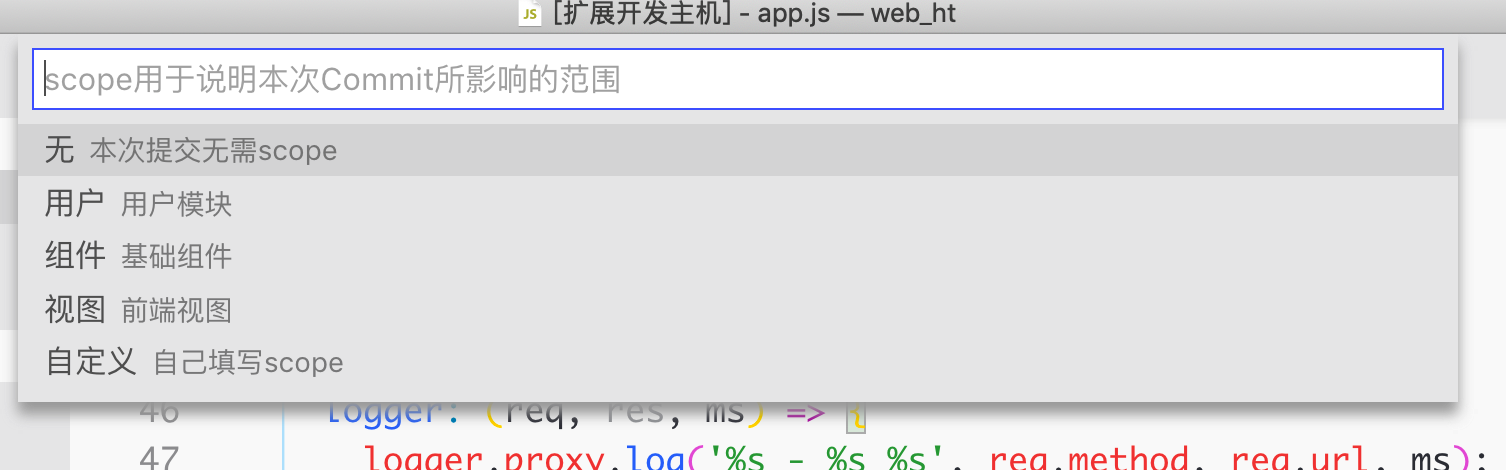 JS [扩展开发主机] - app.js — web_ht
scope用于说明本次Commit所影响的范围
无 本次提交无需scope
用户 用户模块
组件 基础组件
视图 前端视图
自定义 自己填写scope
46 logger: (req, res, ms) => {
47 logger.proxy.log('%s - %s %s', req.method, req.url, ms);